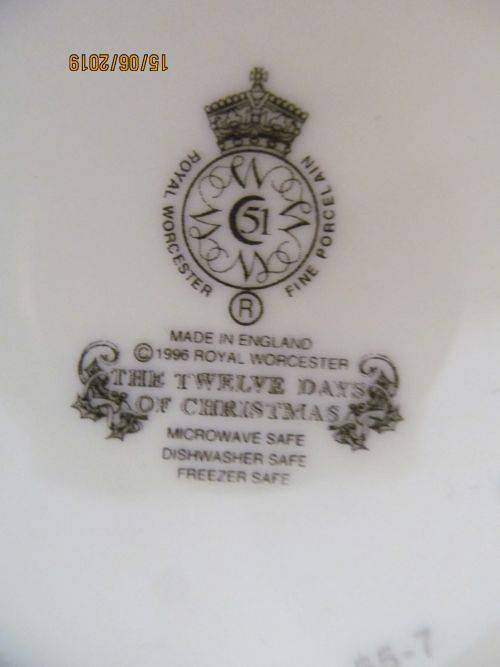 15/06/2019
ROYAL WORCESTER
FINE PORCELAIN
51
R
MADE IN ENGLAND
© 1996 ROYAL WORCESTER
THE TWELVE DAYS
OF CHRISTMAS
MICROWAVE SAFE
DISHWASHER SAFE
FREEZER SAFE